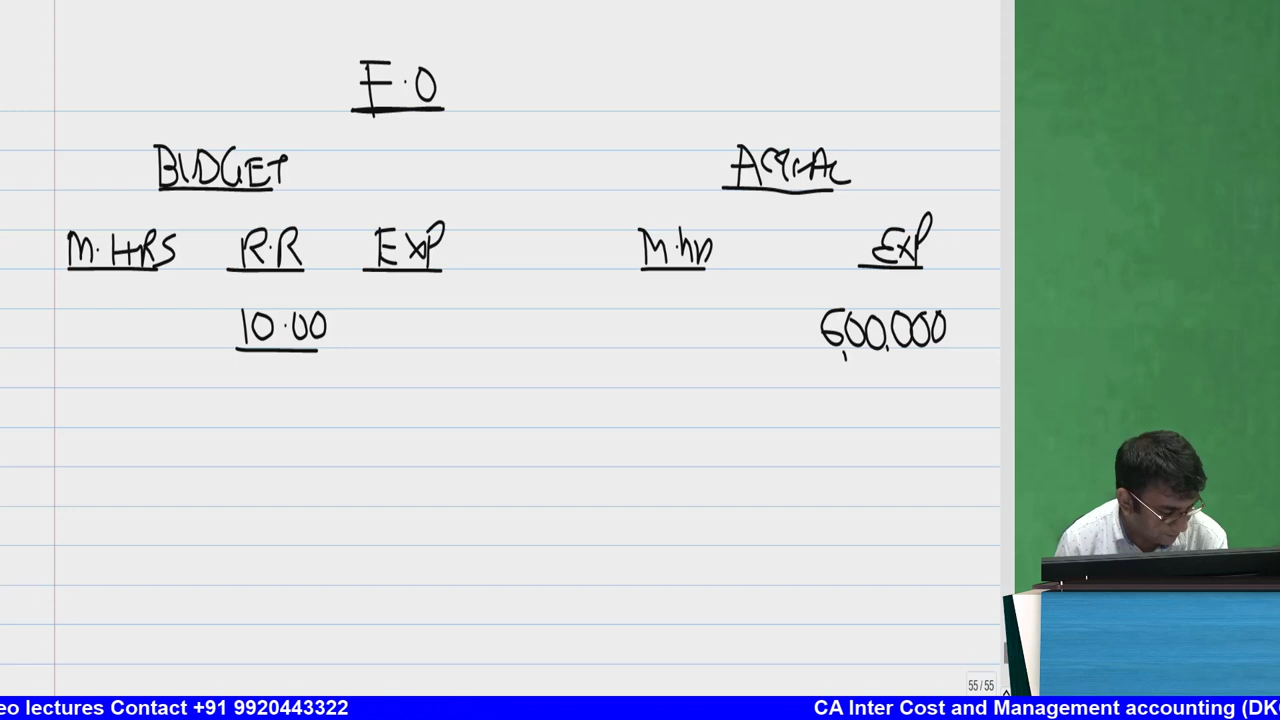 F.O
BUDGET ACTUAL
M.HRS R.R EXP M.hrs EXP
10.00 600,000
55 / 55
eo lectures Contact +91 9920443322 CA Inter Cost and Management accounting (DK